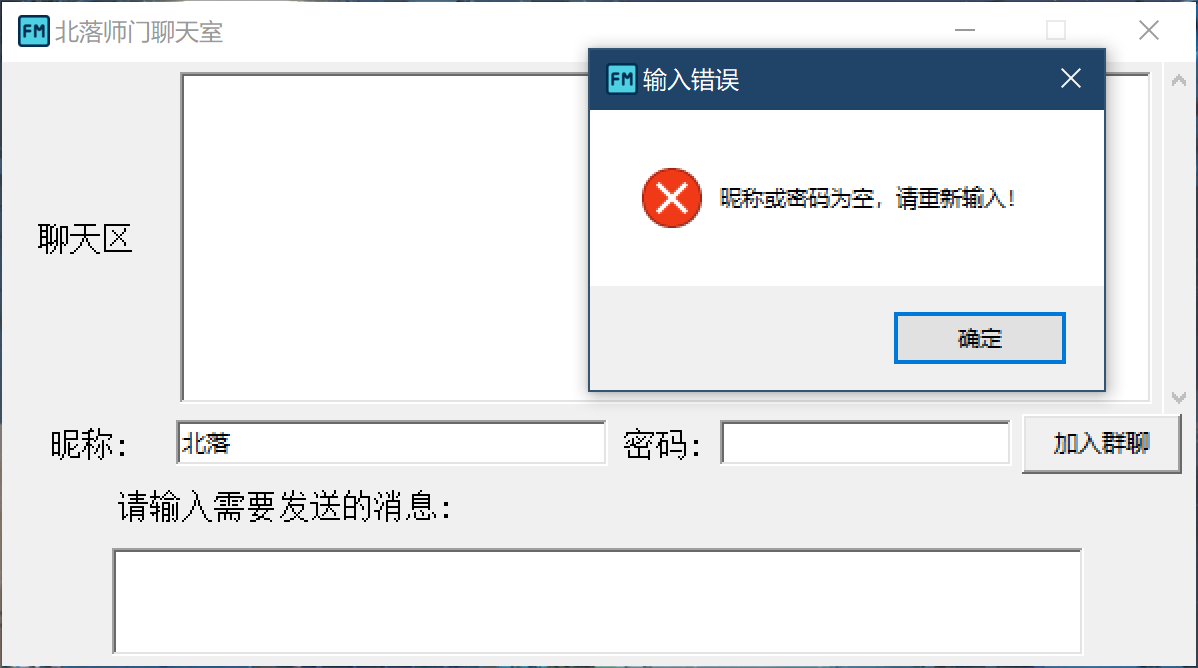 FM 北落师门聊天室
FM 输入错误
昵称或密码为空，请重新输入！
确定
聊天区
昵称： 北落 密码： 加入群聊
请输入需要发送的消息：